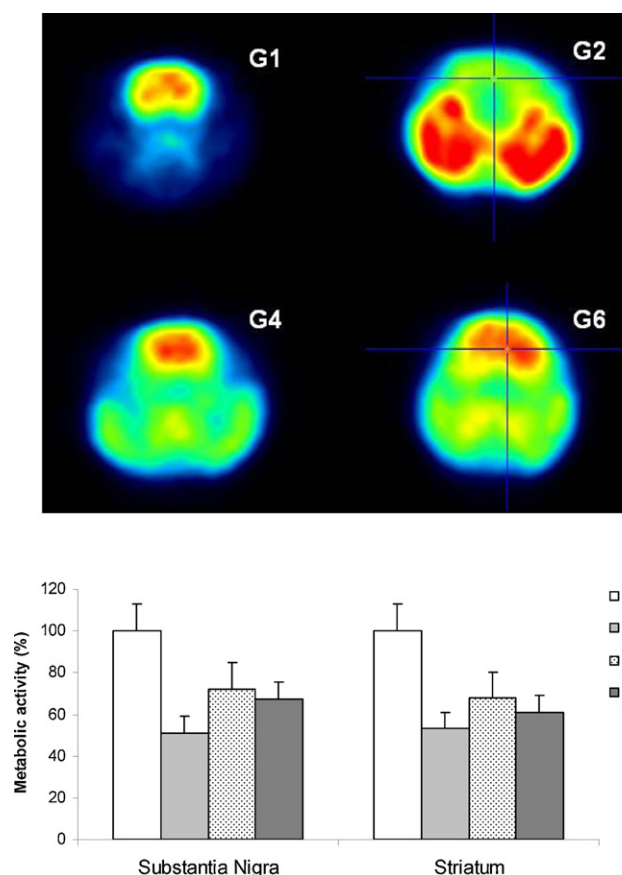 G1
G2
G4
G6
Metabolic activity (%)
120
100
80
60
40
20
0
Substantia Nigra
Striatum